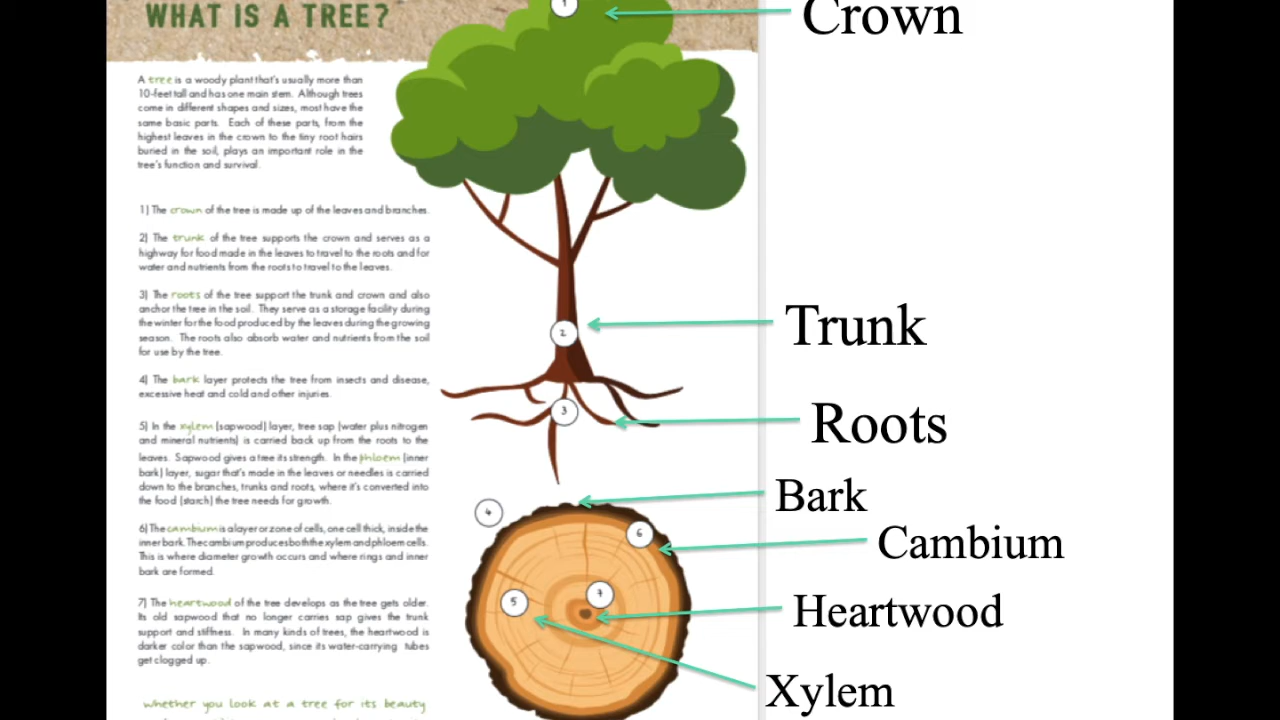 WHAT IS A TREE?
A tree is a woody plant that's usually more than
10-feet tall and has one main stem. Although trees
come in different shapes and sizes, most have the
same basic parts. Each of these parts, from the
highest leaves in the crown to the tiny root hairs
buried in the soil, plays an important role in the
tree's function and survival.
1) The crown of the tree is made up of the leaves and branches.
2) The trunk of the tree supports the crown and serves as a
highway for food made in the leaves to travel to the roots and for
water and nutrients from the roots to travel to the leaves.
3) The roots of the tree support the trunk and crown and also
anchor the tree in the soil. They serve as a storage facility during
the winter for the food produced by the leaves during the growing
season. The roots also absorb water and nutrients from the soil
for use by the tree.
4) The bark layer protects the tree from insects and disease,
excessive heat and cold and other injuries.
5) In the xylem (sapwood) layer, tree sap (water plus nitrogen
and mineral nutrients) is carried back up from the roots to the
leaves. Sapwood gives a tree its strength. In the phloem (inner
bark) layer, sugar that's made in the leaves or needles is carried
down to the branches, trunks and roots, where it's converted into
the food (starch) the tree needs for growth.
6) The cambium is a layer or zone of cells, one cell thick, inside the
inner bark. The cambium produces both the xylem and phloem cells.
This is where diameter growth occurs and where rings and inner
bark are formed.
7) The heartwood of the tree develops as the tree gets older.
Its old sapwood that no longer carries sap gives the trunk
support and stiffness. In many kinds of trees, the heartwood is
darker color than the sapwood, since its water-carrying tubes
get clogged up.
whether you look at a tree for its beauty
1
Crown
2
Trunk
3
Roots
4
Bark
6
Cambium
7
Heartwood
5
Xylem